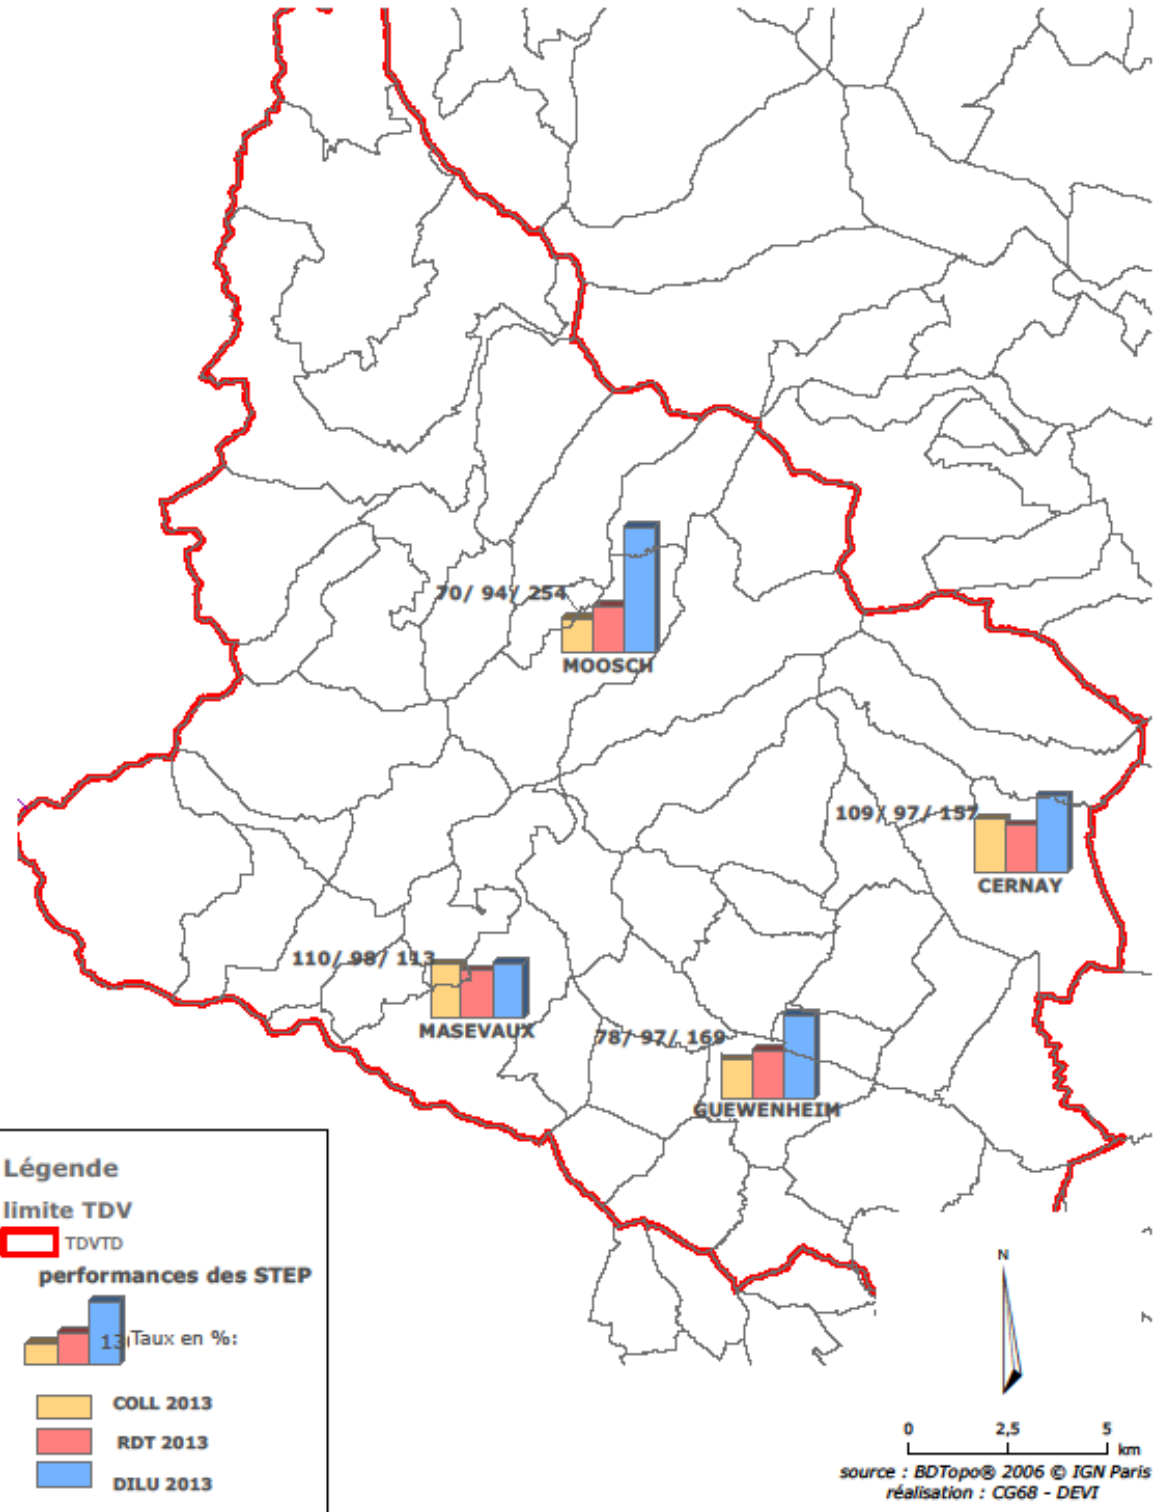 70/ 94/ 254
MOOSCH
109/ 97/ 157
CERNAY
110/ 98/ 113
MASEVAUX
78/ 97/ 169
GUEWENHEIM
Légende
limite TDV
TDVTD
performances des STEP
Taux en %:
COLL 2013
RDT 2013
DILU 2013
N
0 2,5 5
km
source : BDTopo® 2006 © IGN Paris
réalisation : CG68 - DEVI